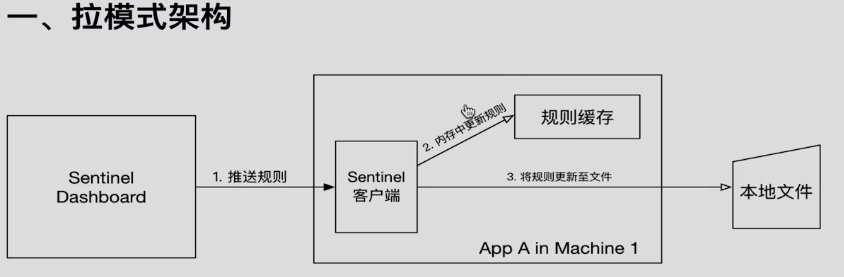 一、拉模式架构
Sentinel
Dashboard
1. 推送规则
Sentinel
客户端
2. 内存中更新规则
规则缓存
3. 将规则更新至文件
本地文件
App A in Machine 1